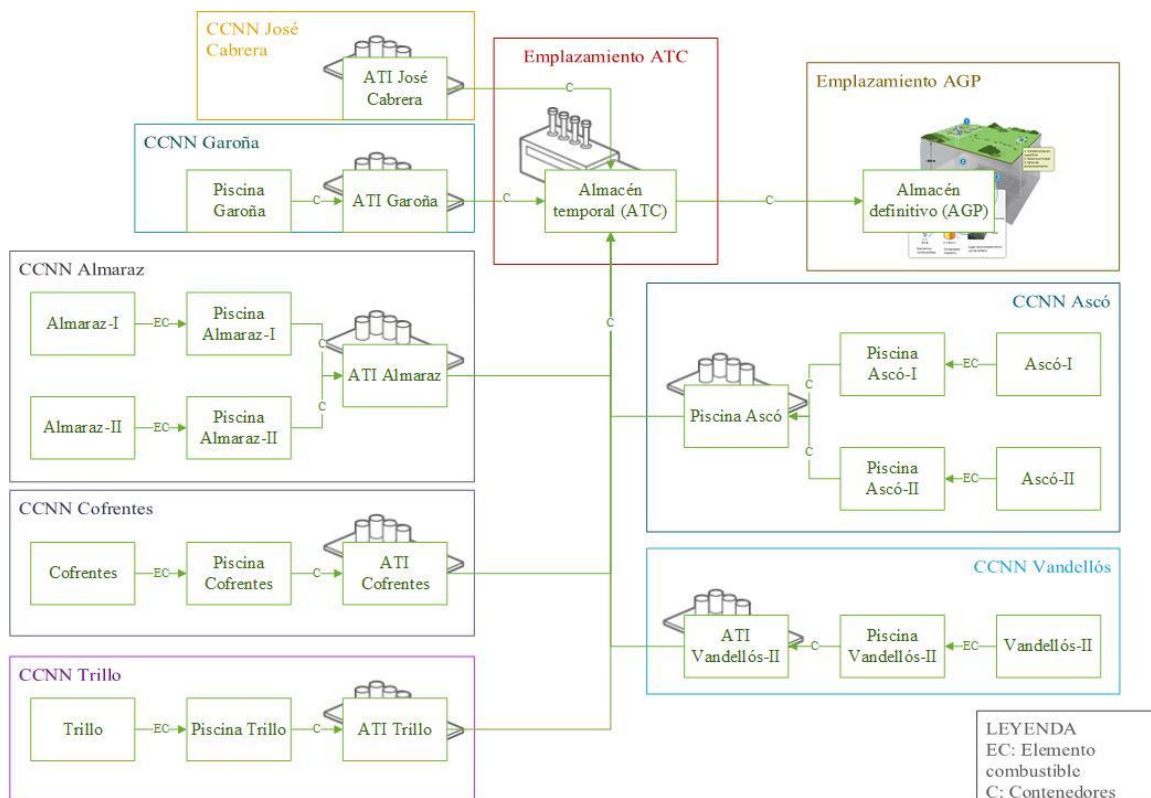 CCNN José
Cabrera
ATI José
Cabrera
C
Emplazamiento ATC
Almacén
temporal (ATC)
C
Emplazamiento AGP
Almacén
definitivo (AGP)
CCNN Garoña
Piscina
Garoña
C
ATI Garoña
C
CCNN Almaraz
Almaraz-I
EC
Piscina
Almaraz-I
C
ATI Almaraz
Almaraz-II
EC
Piscina
Almaraz-II
C
C
CCNN Ascó
Piscina Ascó
C
Piscina
Ascó-I
EC
Ascó-I
C
Piscina
Ascó-II
EC
Ascó-II
CCNN Cofrentes
Cofrentes
EC
Piscina
Cofrentes
C
ATI
Cofrentes
CCNN Vandellós
ATI
Vandellós-II
C
Piscina
Vandellós-II
EC
Vandellós-II
CCNN Trillo
Trillo
EC
Piscina Trillo
C
ATI Trillo
LEYENDA
EC: Elemento
combustible
C: Contenedores